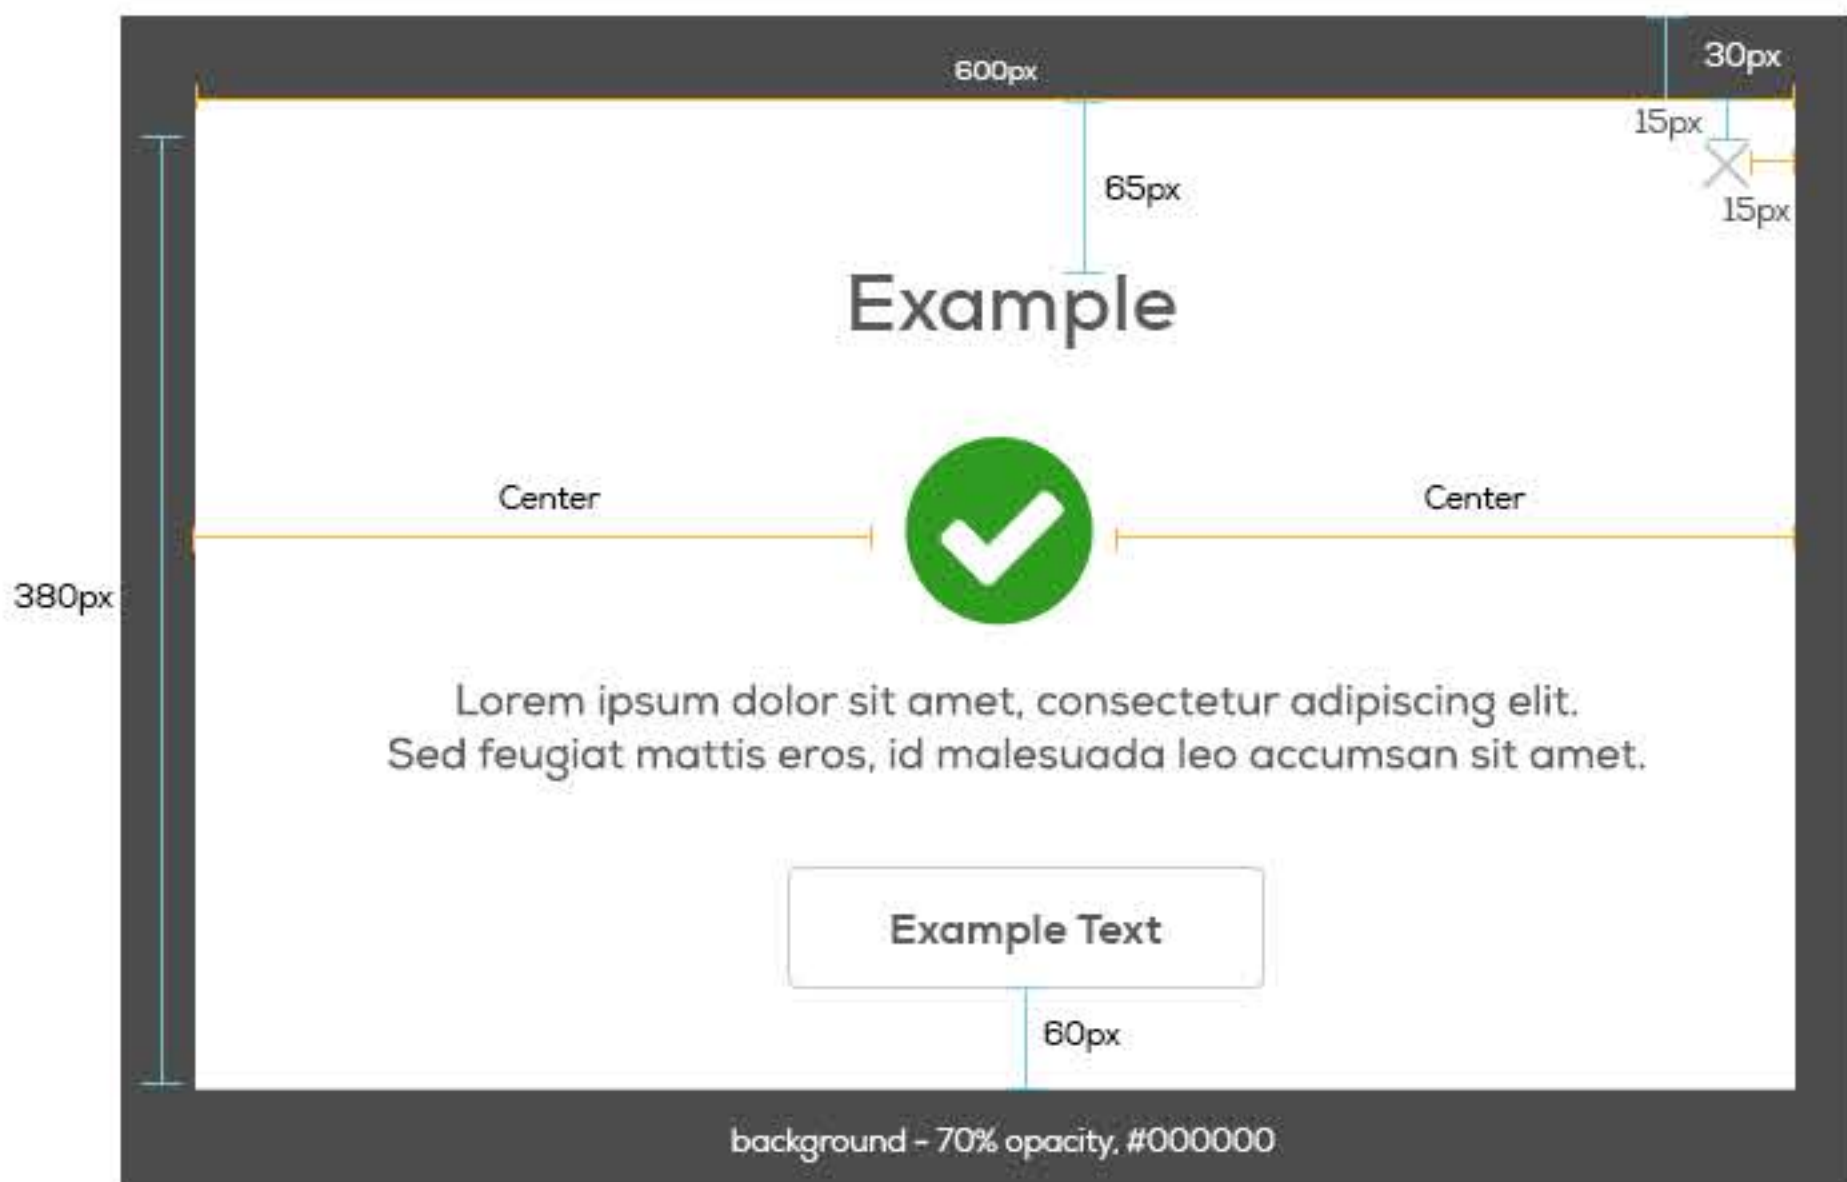 30px
600px
15px
65px
15px
Example
Center
Center
380px
Lorem ipsum dolor sit amet, consectetur adipiscing elit.
Sed feugiat mattis eros, id malesuada leo accumsan sit amet.
Example Text
60px
background - 70% opacity, #000000